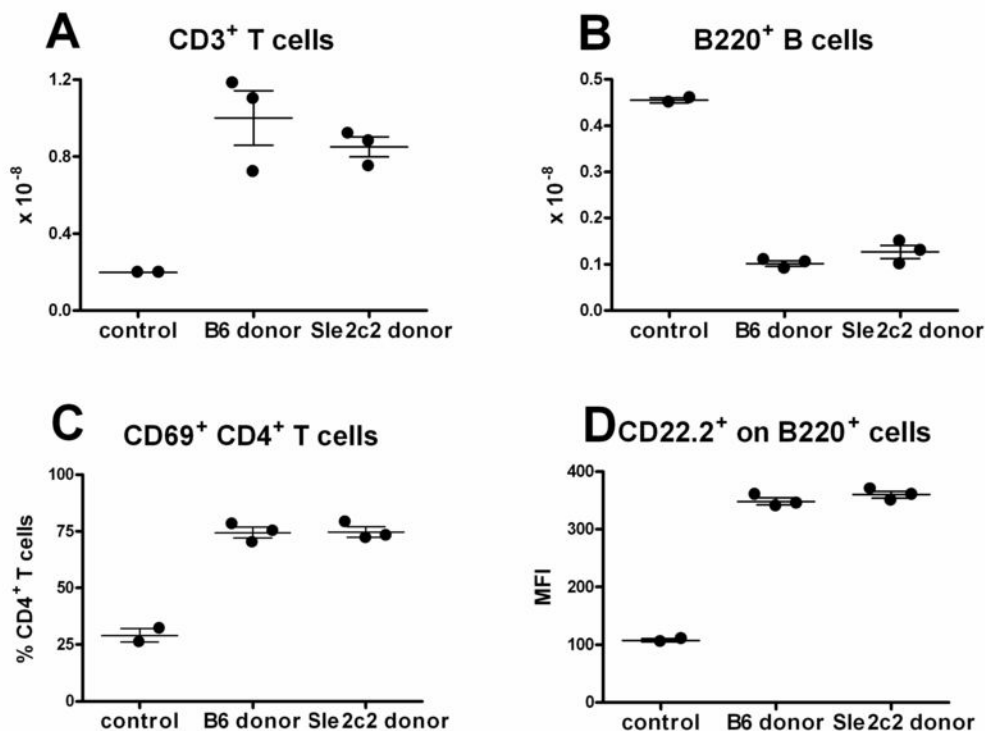 A
CD3⁺ T cells
x 10⁻⁸
1.2
0.8
0.4
0.0
control
B6 donor
Sle2c2 donor
B
B220⁺ B cells
x 10⁻⁸
0.5
0.4
0.3
0.2
0.1
0.0
control
B6 donor
Sle2c2 donor
C
CD69⁺ CD4⁺ T cells
% CD4⁺ T cells
100
75
50
25
0
control
B6 donor
Sle2c2 donor
D
CD22.2⁺ on B220⁺ cells
MFI
400
300
200
100
0
control
B6 donor
Sle2c2 donor